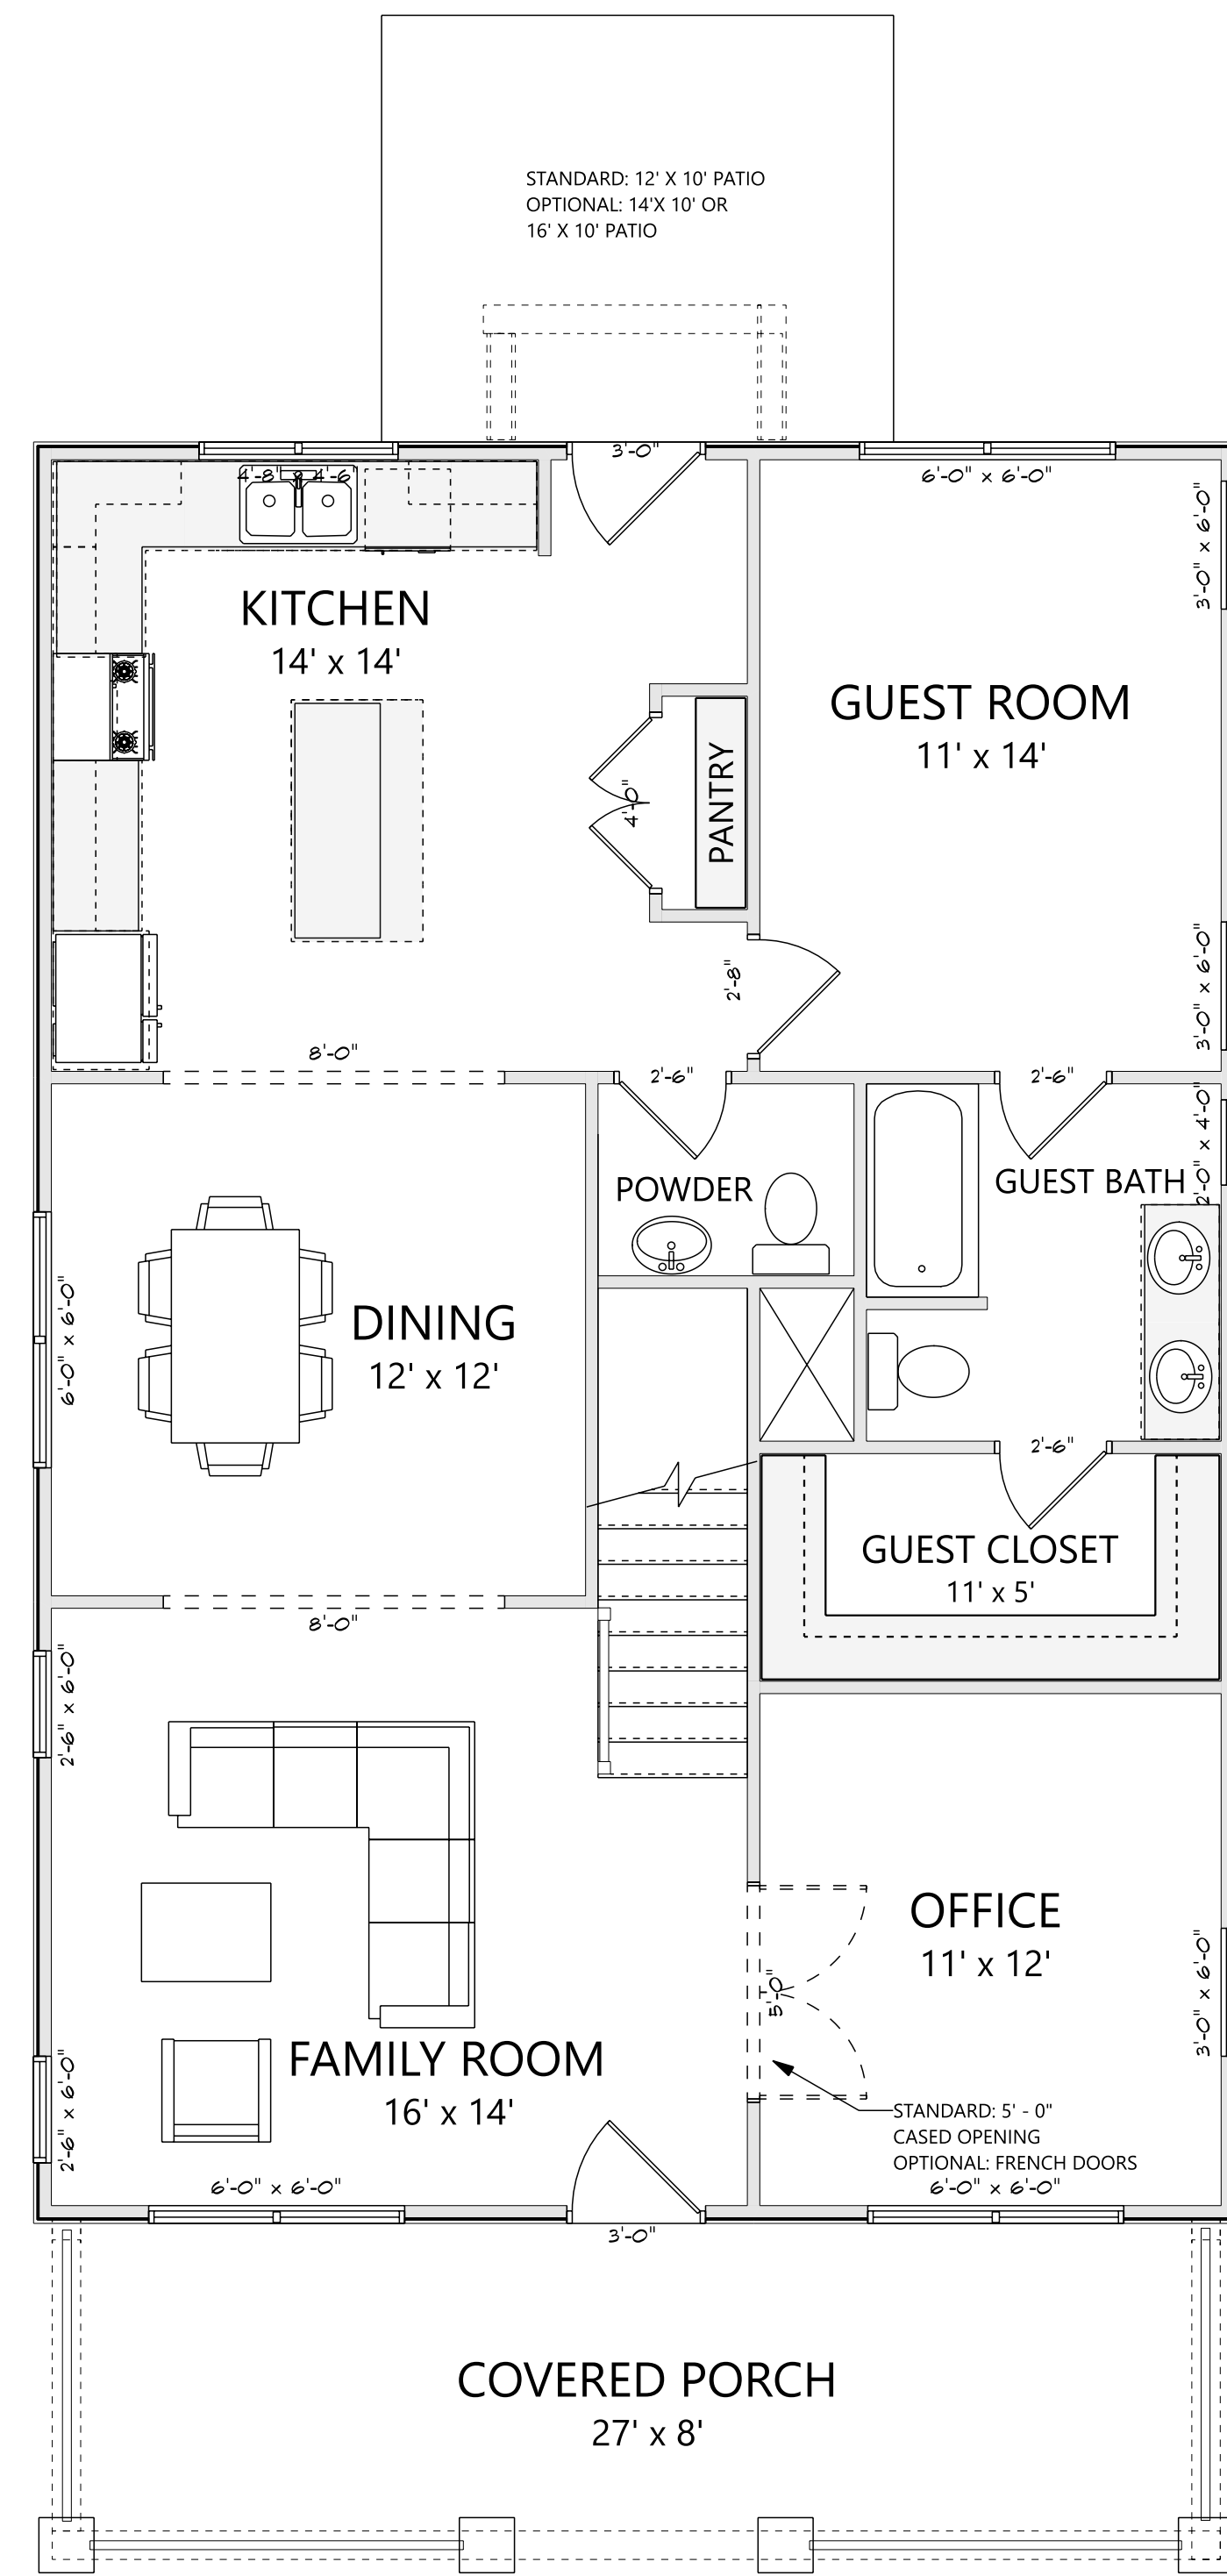 STANDARD: 12' X 10' PATIO
OPTIONAL: 14'X 10' OR
16' X 10' PATIO
3'-0"
4'-8" x 4'-6"
6'-0" x 6'-0"
3'-0" x 6'-0"
KITCHEN
14' x 14'
GUEST ROOM
11' x 14'
PANTRY
4'-0"
2'-8"
3'-0" x 6'-0"
8'-0"
2'-6"
2'-6"
2'-0" x 4'-0"
POWDER
GUEST BATH
DINING
12' x 12'
6'-0" x 6'-0"
2'-6"
GUEST CLOSET
11' x 5'
8'-0"
2'-6" x 6'-0"
OFFICE
11' x 12'
5'-0"
3'-0" x 6'-0"
FAMILY ROOM
16' x 14'
2'-6" x 6'-0"
STANDARD: 5' - 0"
CASED OPENING
OPTIONAL: FRENCH DOORS
6'-0" x 6'-0"
6'-0" x 6'-0"
3'-0"
COVERED PORCH
27' x 8'